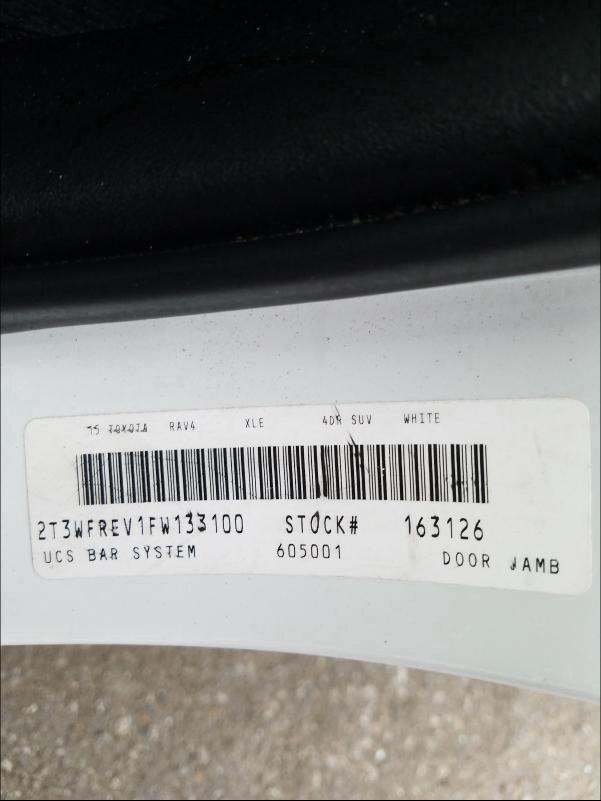 15 TOYOTA RAV4 XLE 4DR SUV WHITE
2T3WFREV1FW133100 STOCK# 163126
UCS BAR SYSTEM 605001 DOOR JAMB